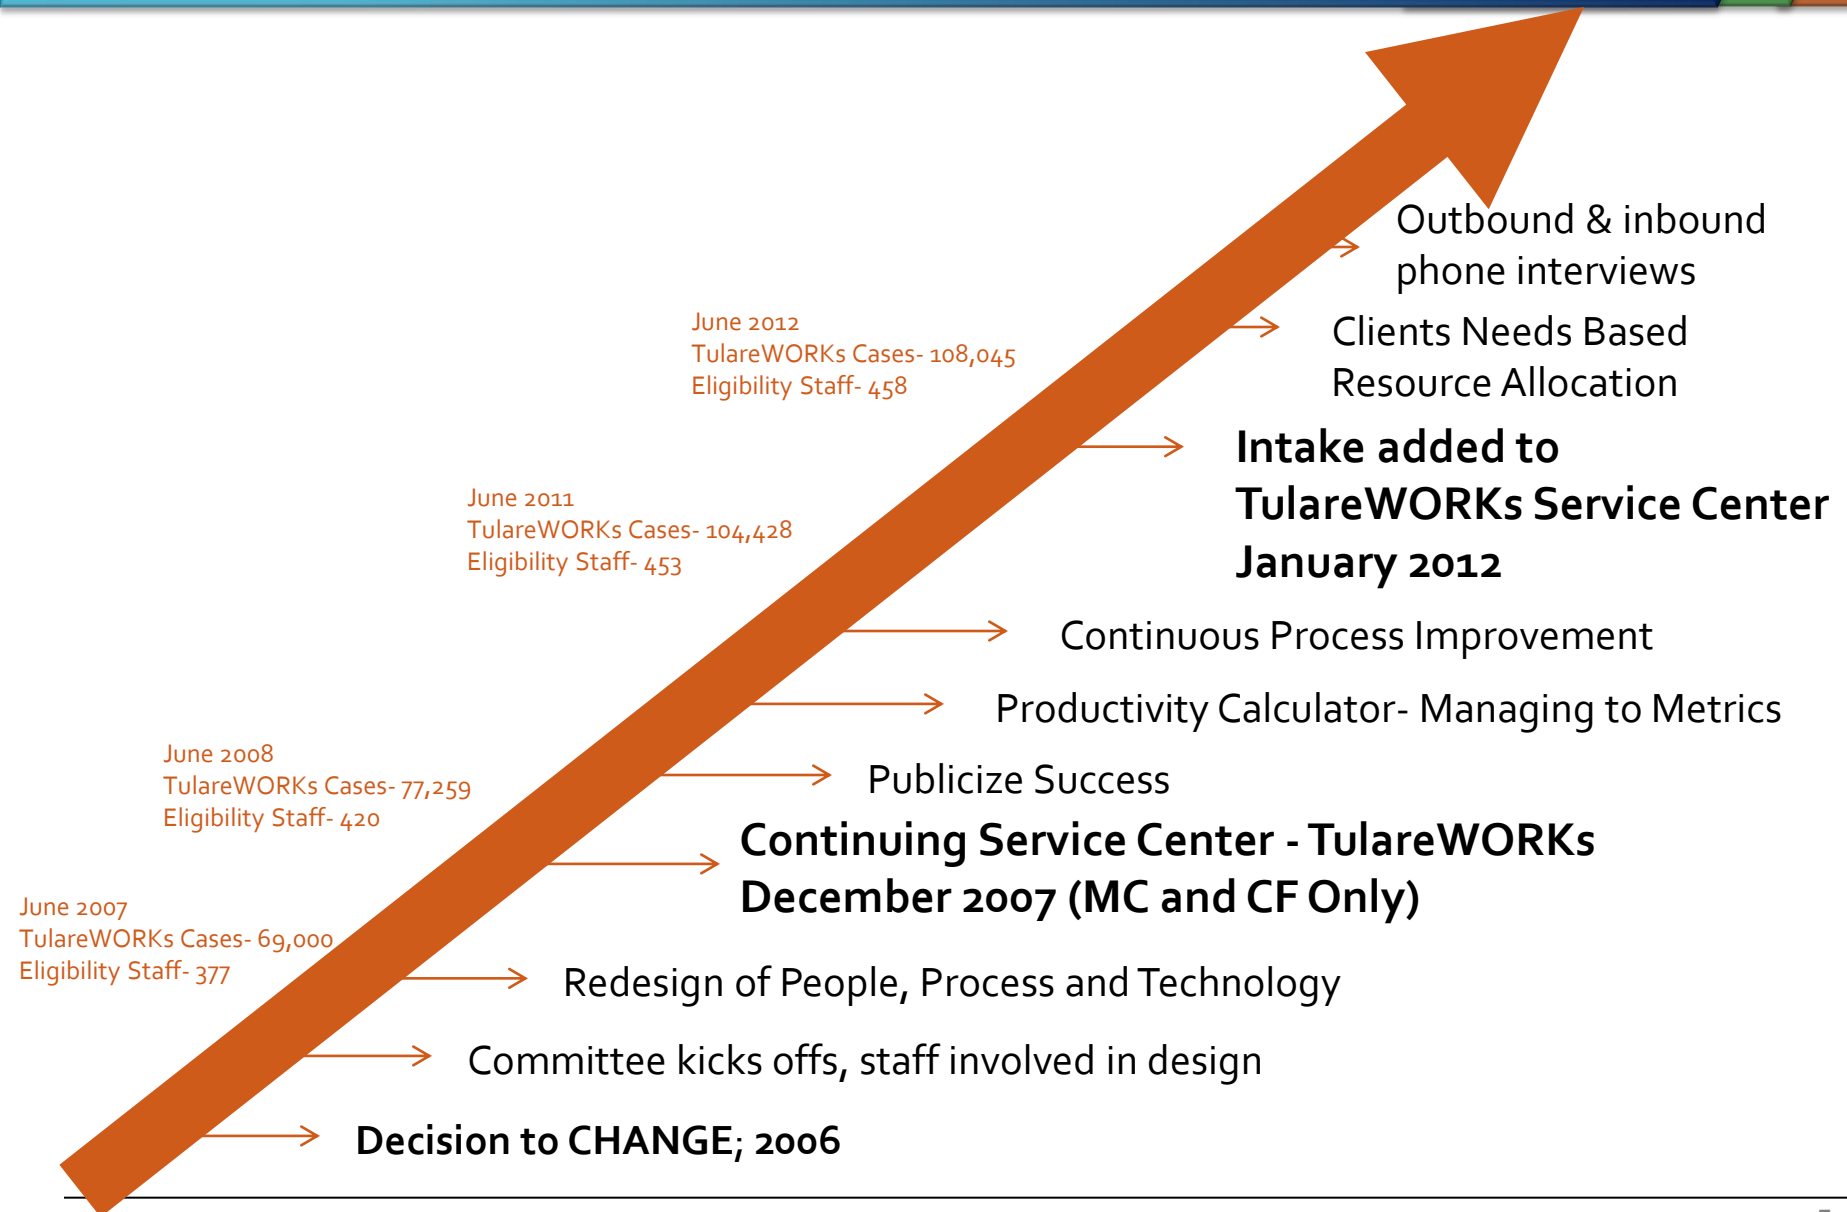 Outbound & inbound
phone interviews
June 2012
TulareWORKs Cases- 108,045
Eligibility Staff- 458
Clients Needs Based
Resource Allocation
Intake added to
TulareWORKs Service Center
January 2012
June 2011
TulareWORKs Cases- 104,428
Eligibility Staff- 453
Continuous Process Improvement
Productivity Calculator- Managing to Metrics
June 2008
TulareWORKs Cases- 77,259
Eligibility Staff- 420
Publicize Success
Continuing Service Center - TulareWORKs
December 2007 (MC and CF Only)
June 2007
TulareWORKs Cases- 69,000
Eligibility Staff- 377
Redesign of People, Process and Technology
Committee kicks offs, staff involved in design
Decision to CHANGE; 2006